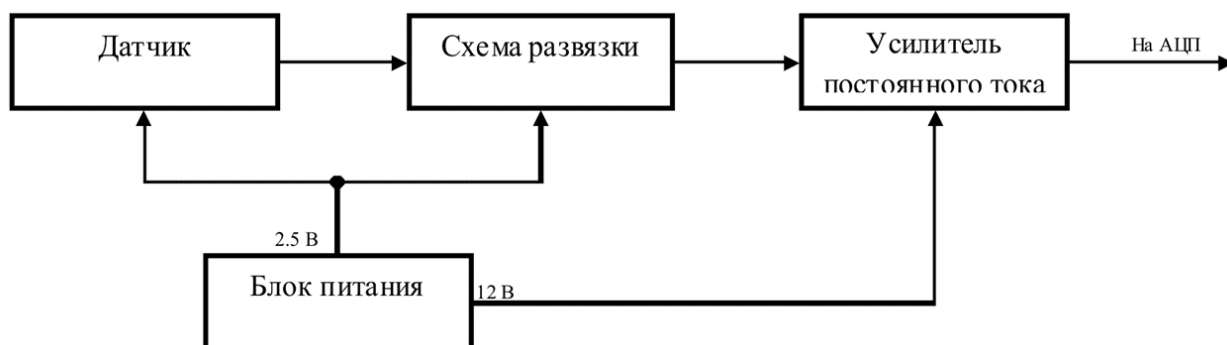 Датчик
Схема развязки
Усилитель
постоянного тока
На АЦП
2.5 В
Блок питания
12 В